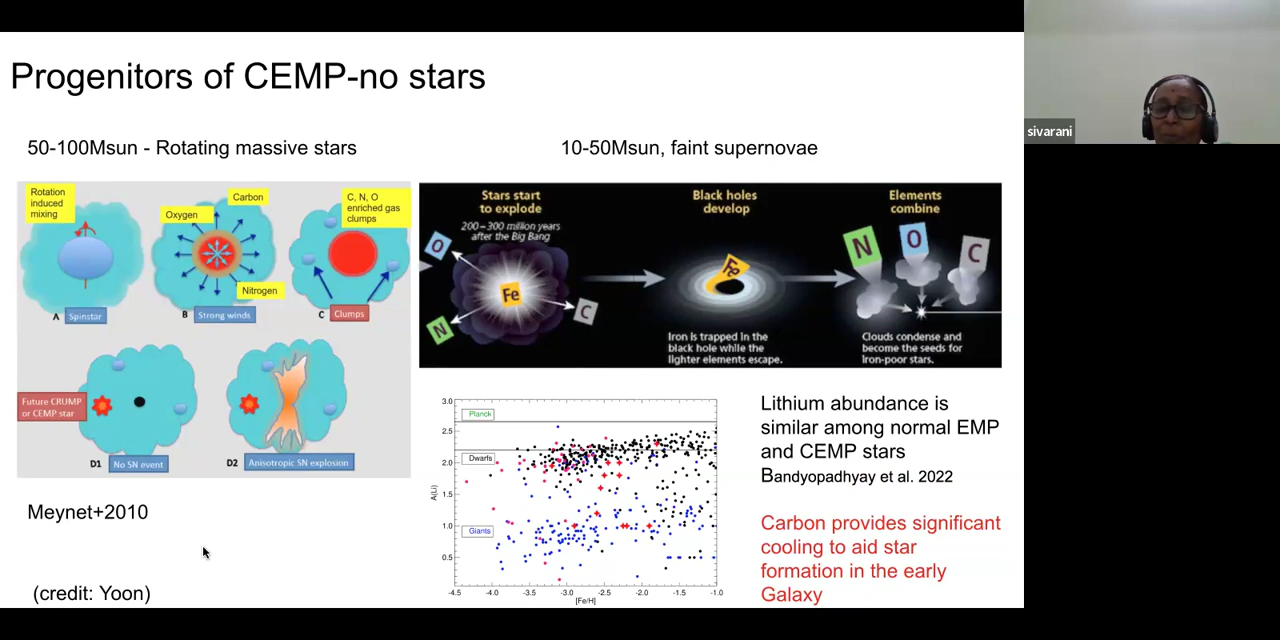 Progenitors of CEMP-no stars
sivarani
50-100Msun - Rotating massive stars
10-50Msun, faint supernovae
Rotation
induced
mixing
Carbon
Oxygen
Nitrogen
C, N, O
enriched gas
clumps
A Spinstar
B Strong winds
C Clumps
Future CRUMP
or CEMP star
D1 No SN event
D2 Anisotropic SN explosion
Stars start
to explode
200–300 million years
after the Big Bang
O
Fe
N
C
Black holes
develop
Fe
Iron is trapped in the
black hole while the
lighter elements escape.
Elements
combine
N O C
Clouds condense and
become the seeds for
iron-poor stars.
3.0
2.5
2.0
1.5
1.0
0.5
A(Li)
Planck
Dwarfs
Giants
-4.5 -4.0 -3.5 -3.0 -2.5 -2.0 -1.5 -1.0
[Fe/H]
Lithium abundance is
similar among normal EMP
and CEMP stars
Bandyopadhyay et al. 2022
Carbon provides significant
cooling to aid star
formation in the early
Galaxy
Meynet+2010
(credit: Yoon)